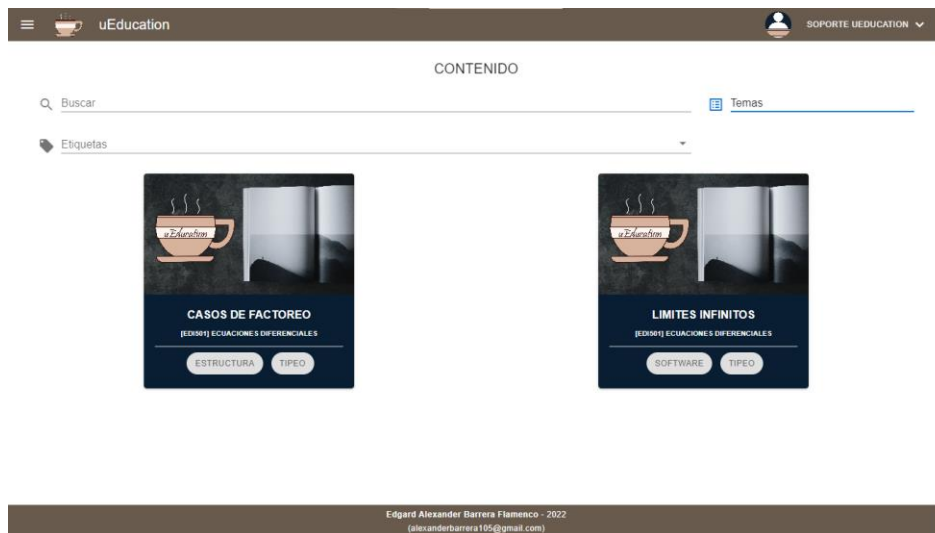 uEducation
SOPORTE UEDUCATION
CONTENIDO
Buscar
Temas
Etiquetas
uEducation
CASOS DE FACTOREO
[EDI501] ECUACIONES DIFERENCIALES
ESTRUCTURA TIPEO
uEducation
LIMITES INFINITOS
[EDI501] ECUACIONES DIFERENCIALES
SOFTWARE TIPEO
Edgard Alexander Barrera Flamenco - 2022
(alexanderbarrera105@gmail.com)